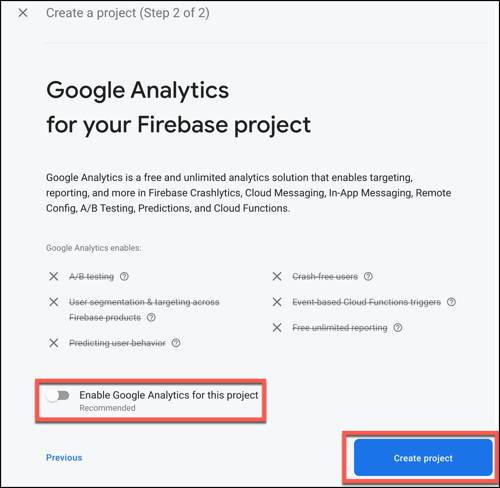 Create a project (Step 2 of 2)
Google Analytics
for your Firebase project
Google Analytics is a free and unlimited analytics solution that enables targeting,
reporting, and more in Firebase Crashlytics, Cloud Messaging, In-App Messaging, Remote
Config, A/B Testing, Predictions, and Cloud Functions.
Google Analytics enables:
A/B testing
Crash-free users
User segmentation & targeting across
Firebase products
Event-based Cloud Functions triggers
Free unlimited reporting
Predicting user behavior
Enable Google Analytics for this project
Recommended
Previous
Create project